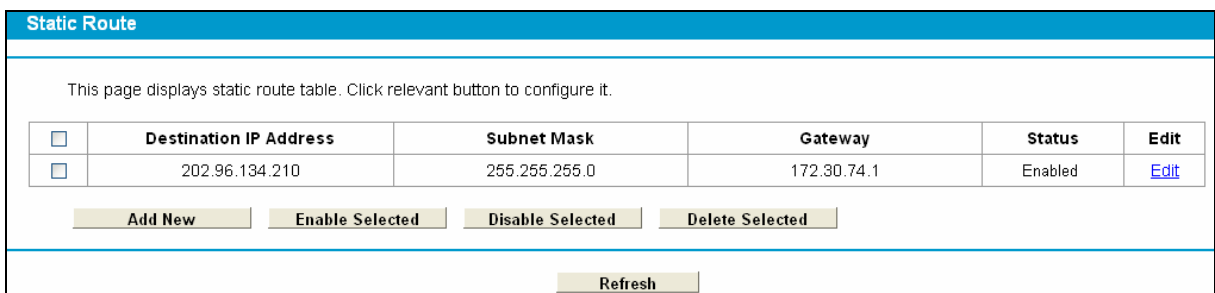 Static Route
This page displays static route table. Click relevant button to configure it.
Destination IP Address Subnet Mask Gateway Status Edit
202.96.134.210 255.255.255.0 172.30.74.1 Enabled Edit
Add New Enable Selected Disable Selected Delete Selected
Refresh